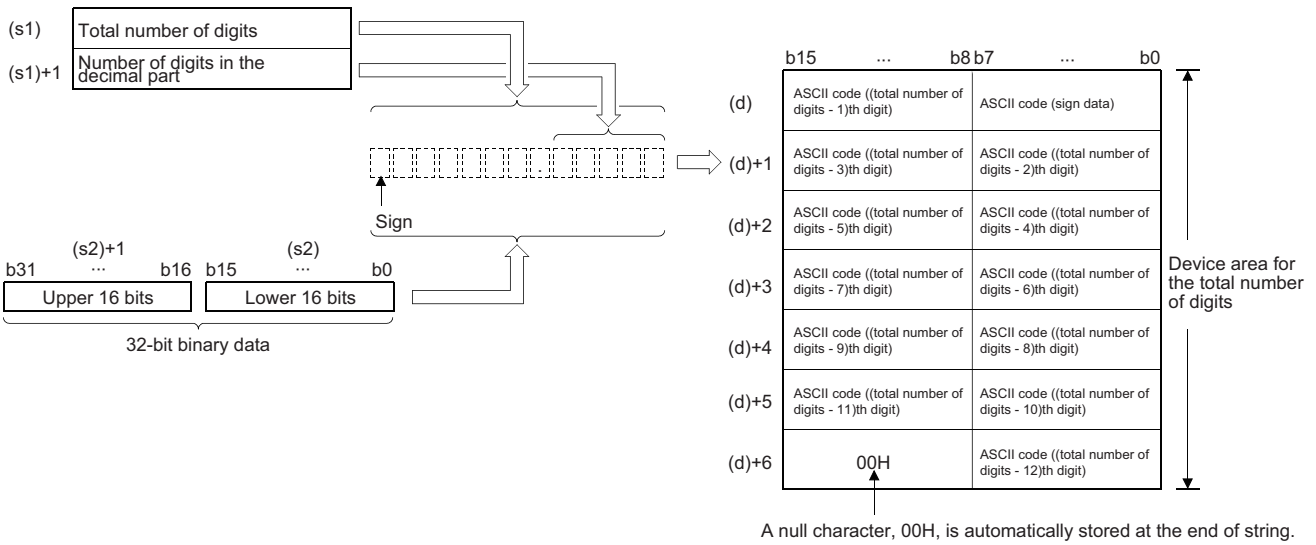 (s1)
Total number of digits
(s1)+1
Number of digits in the
decimal part
.
Sign
(s2)+1
(s2)
b31 ... b16 b15 ... b0
Upper 16 bits
Lower 16 bits
32-bit binary data
b15 ... b8 b7 ... b0
(d)
ASCII code ((total number of
digits - 1)th digit)
ASCII code (sign data)
(d)+1
ASCII code ((total number of
digits - 3)th digit)
ASCII code ((total number of
digits - 2)th digit)
(d)+2
ASCII code ((total number of
digits - 5)th digit)
ASCII code ((total number of
digits - 4)th digit)
(d)+3
ASCII code ((total number of
digits - 7)th digit)
ASCII code ((total number of
digits - 6)th digit)
(d)+4
ASCII code ((total number of
digits - 9)th digit)
ASCII code ((total number of
digits - 8)th digit)
(d)+5
ASCII code ((total number of
digits - 11)th digit)
ASCII code ((total number of
digits - 10)th digit)
(d)+6
00H
ASCII code ((total number of
digits - 12)th digit)
Device area for
the total number
of digits
A null character, 00H, is automatically stored at the end of string.